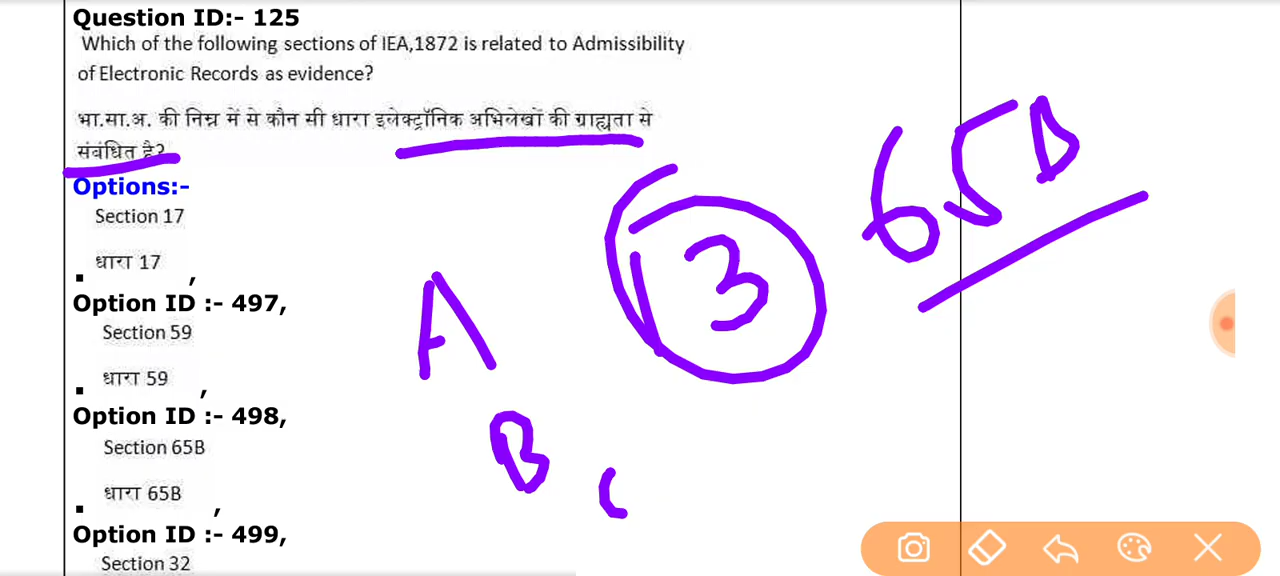 Question ID:- 125
Which of the following sections of IEA,1872 is related to Admissibility
of Electronic Records as evidence?
भा.सा.अ. की निम्न में से कौन सी धारा इलेक्ट्रॉनिक अभिलेखों की ग्राह्यता से
संबंधित है?
Options:-
Section 17
धारा 17 ,
Option ID :- 497,
Section 59
धारा 59 ,
Option ID :- 498,
Section 65B
धारा 65B ,
Option ID :- 499,
Section 32
65B
3
A
B
C